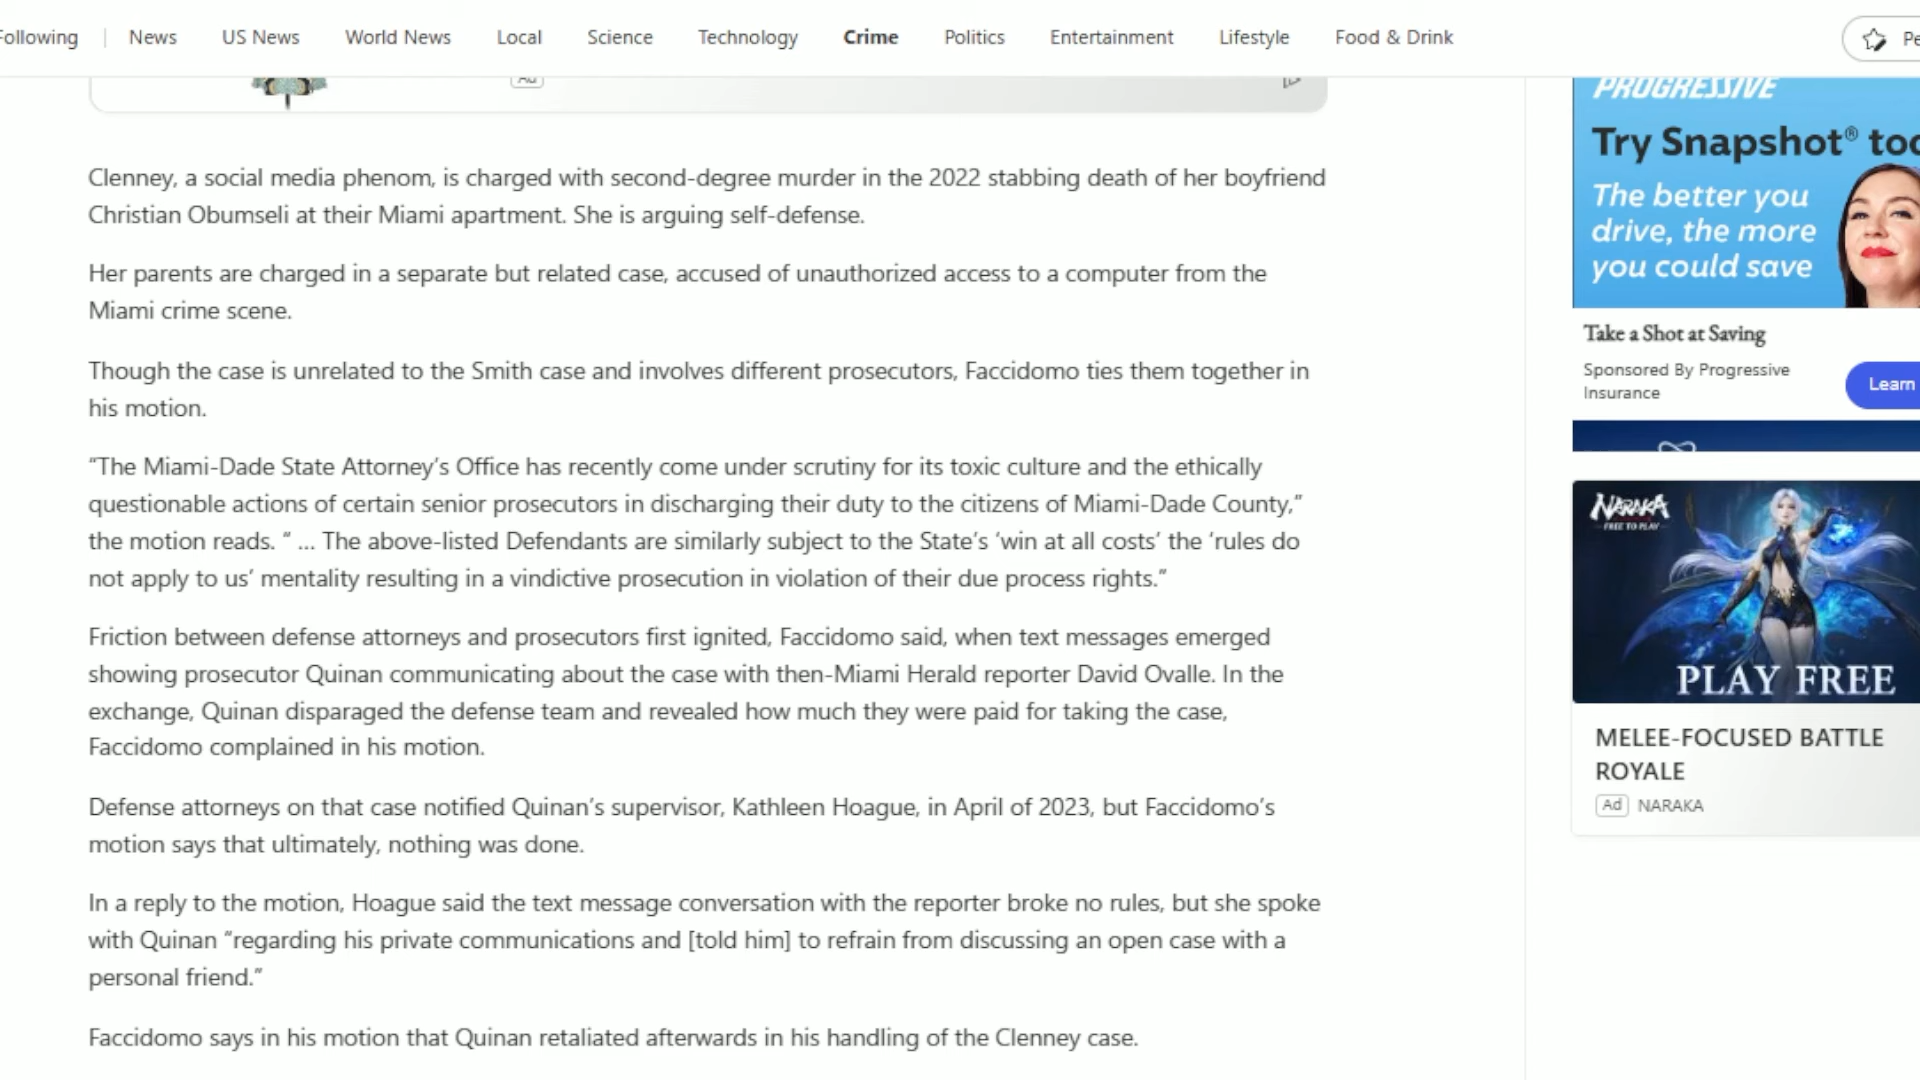 Following News US News World News Local Science Technology Crime Politics Entertainment Lifestyle Food & Drink
Ad
Clenney, a social media phenom, is charged with second-degree murder in the 2022 stabbing death of her boyfriend
Christian Obumseli at their Miami apartment. She is arguing self-defense.
Her parents are charged in a separate but related case, accused of unauthorized access to a computer from the
Miami crime scene.
Though the case is unrelated to the Smith case and involves different prosecutors, Faccidomo ties them together in
his motion.
“The Miami-Dade State Attorney’s Office has recently come under scrutiny for its toxic culture and the ethically
questionable actions of certain senior prosecutors in discharging their duty to the citizens of Miami-Dade County,”
the motion reads. “ ... The above-listed Defendants are similarly subject to the State’s ‘win at all costs’ the ‘rules do
not apply to us’ mentality resulting in a vindictive prosecution in violation of their due process rights.”
Friction between defense attorneys and prosecutors first ignited, Faccidomo said, when text messages emerged
showing prosecutor Quinan communicating about the case with then-Miami Herald reporter David Ovalle. In the
exchange, Quinan disparaged the defense team and revealed how much they were paid for taking the case,
Faccidomo complained in his motion.
Defense attorneys on that case notified Quinan’s supervisor, Kathleen Hoague, in April of 2023, but Faccidomo’s
motion says that ultimately, nothing was done.
In a reply to the motion, Hoague said the text message conversation with the reporter broke no rules, but she spoke
with Quinan “regarding his private communications and [told him] to refrain from discussing an open case with a
personal friend.”
Faccidomo says in his motion that Quinan retaliated afterwards in his handling of the Clenney case.
PROGRESSIVE
Try Snapshot®
The better you
drive, the more
you could save
Take a Shot at Saving
Sponsored By Progressive
Insurance
Learn
NARAKA
FREE TO PLAY
PLAY FREE
MELEE-FOCUSED BATTLE
ROYALE
Ad NARAKA